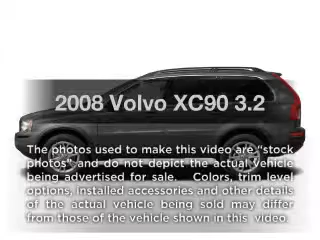 2008 Volvo XC90 3.2
The photos used to make this video are "stock
photos" and do not depict the actual vehicle
being advertised for sale. Colors, trim level
options, installed accessories and other details
of the actual vehicle being sold may differ
from those of the vehicle shown in this video.